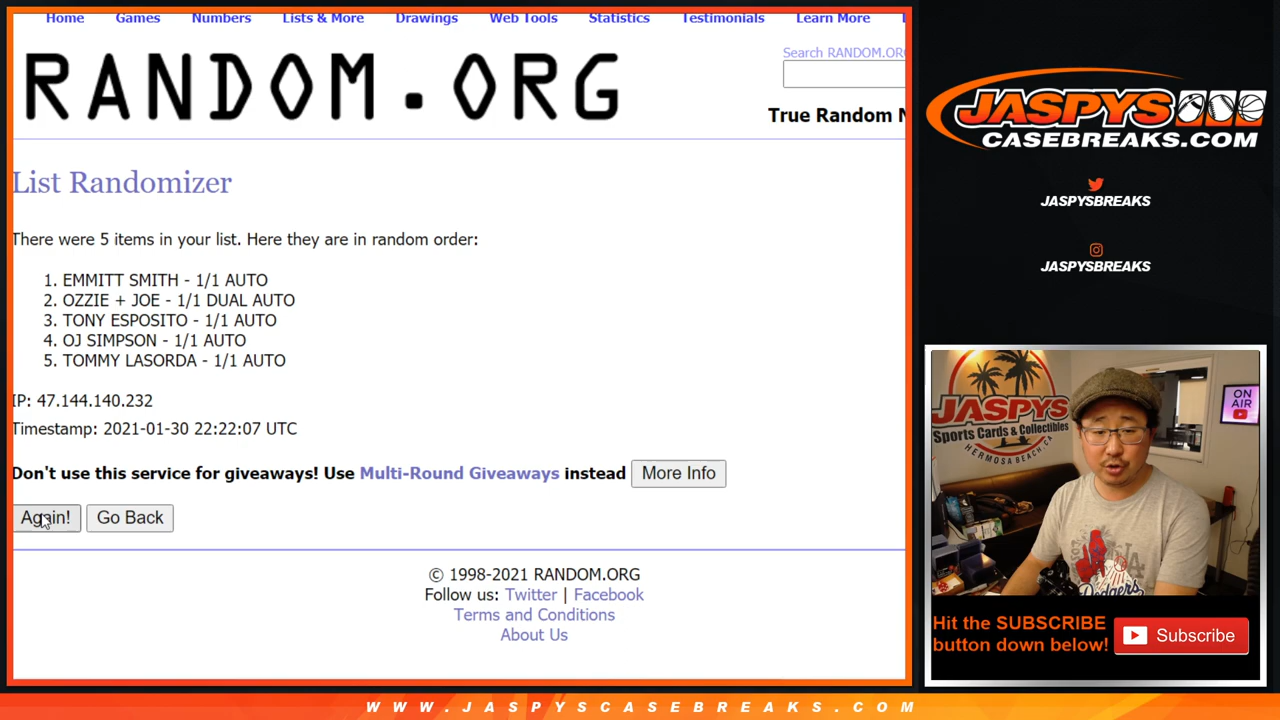 Home Games Numbers Lists & More Drawings Web Tools Statistics Testimonials Learn More
RANDOM.ORG
Search RANDOM.OR
True Random N
List Randomizer
There were 5 items in your list. Here they are in random order:
1. EMMITT SMITH - 1/1 AUTO
2. OZZIE + JOE - 1/1 DUAL AUTO
3. TONY ESPOSITO - 1/1 AUTO
4. OJ SIMPSON - 1/1 AUTO
5. TOMMY LASORDA - 1/1 AUTO
IP: 47.144.140.232
Timestamp: 2021-01-30 22:22:07 UTC
Don't use this service for giveaways! Use Multi-Round Giveaways instead More Info
Again! Go Back
© 1998-2021 RANDOM.ORG
Follow us: Twitter | Facebook
Terms and Conditions
About Us
JASPYS
CASEBREAKS.COM
JASPYSBREAKS
JASPYSBREAKS
JASPYS
Sports Cards & Collectibles
HERMOSA BEACH, CA
ON
AIR
Dodgers
Hit the SUBSCRIBE
button down below!
Subscribe
WWW.JASPYSCASEBREAKS.COM